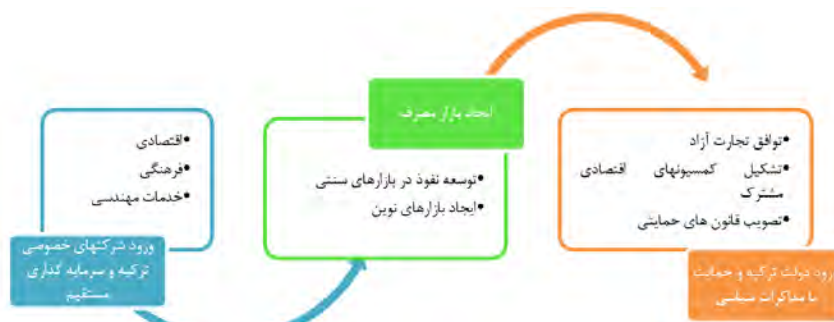 •اقتصادی
•فرهنگی
•خدمات مهندسی
ورود شرکتهای خصوصی
ترکیه و سرمایه گذاری
مستقیم
ایجاد بازار مصرف
•توسعه نفوذ در بازارهای سنتی
•ایجاد بازارهای نوین
•توافق تجارت آزاد
•تشکیل کمسیونهای اقتصادی
مشترک
•تصویب قانون های حمایتی
ورود دولت ترکیه و حمایت
با مذاکرات سیاسی